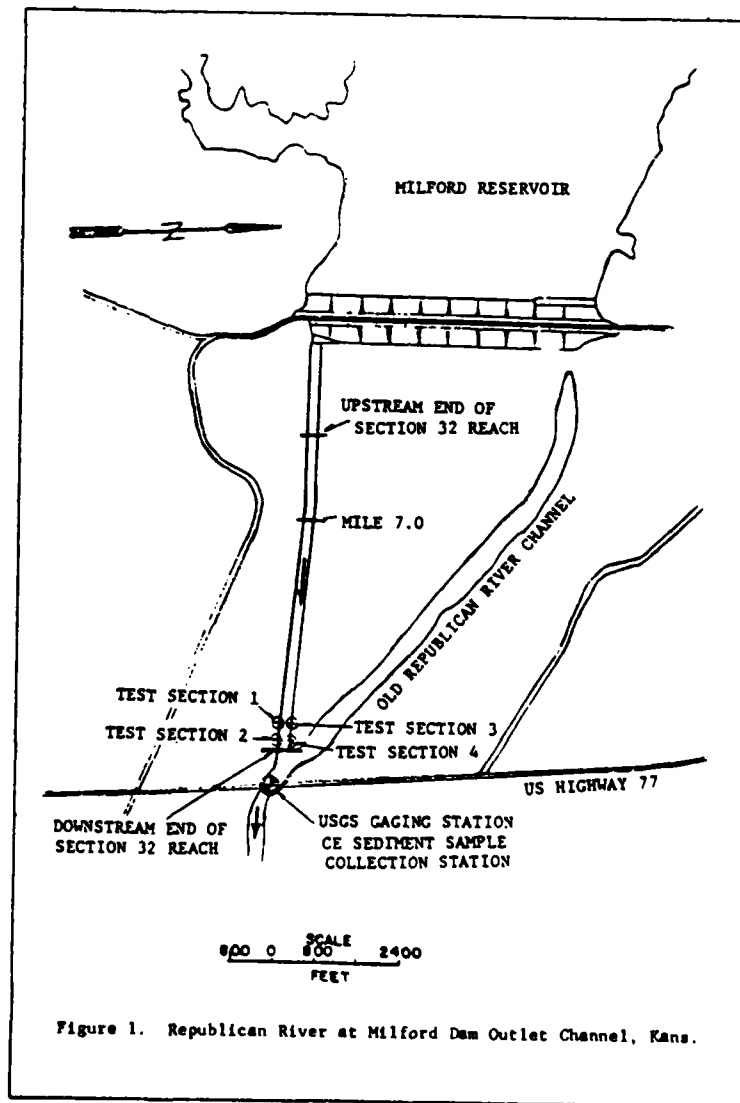 MILFORD RESERVOIR
N
UPSTREAM END OF
SECTION 32 REACH
MILE 7.0
OLD REPUBLICAN RIVER CHANNEL
TEST SECTION 1
TEST SECTION 3
TEST SECTION 2
TEST SECTION 4
US HIGHWAY 77
DOWNSTREAM END OF
SECTION 32 REACH
USGS GAGING STATION
CE SEDIMENT SAMPLE
COLLECTION STATION
SCALE
800 0 800 2400
FEET
Figure 1. Republican River at Milford Dam Outlet Channel, Kans.